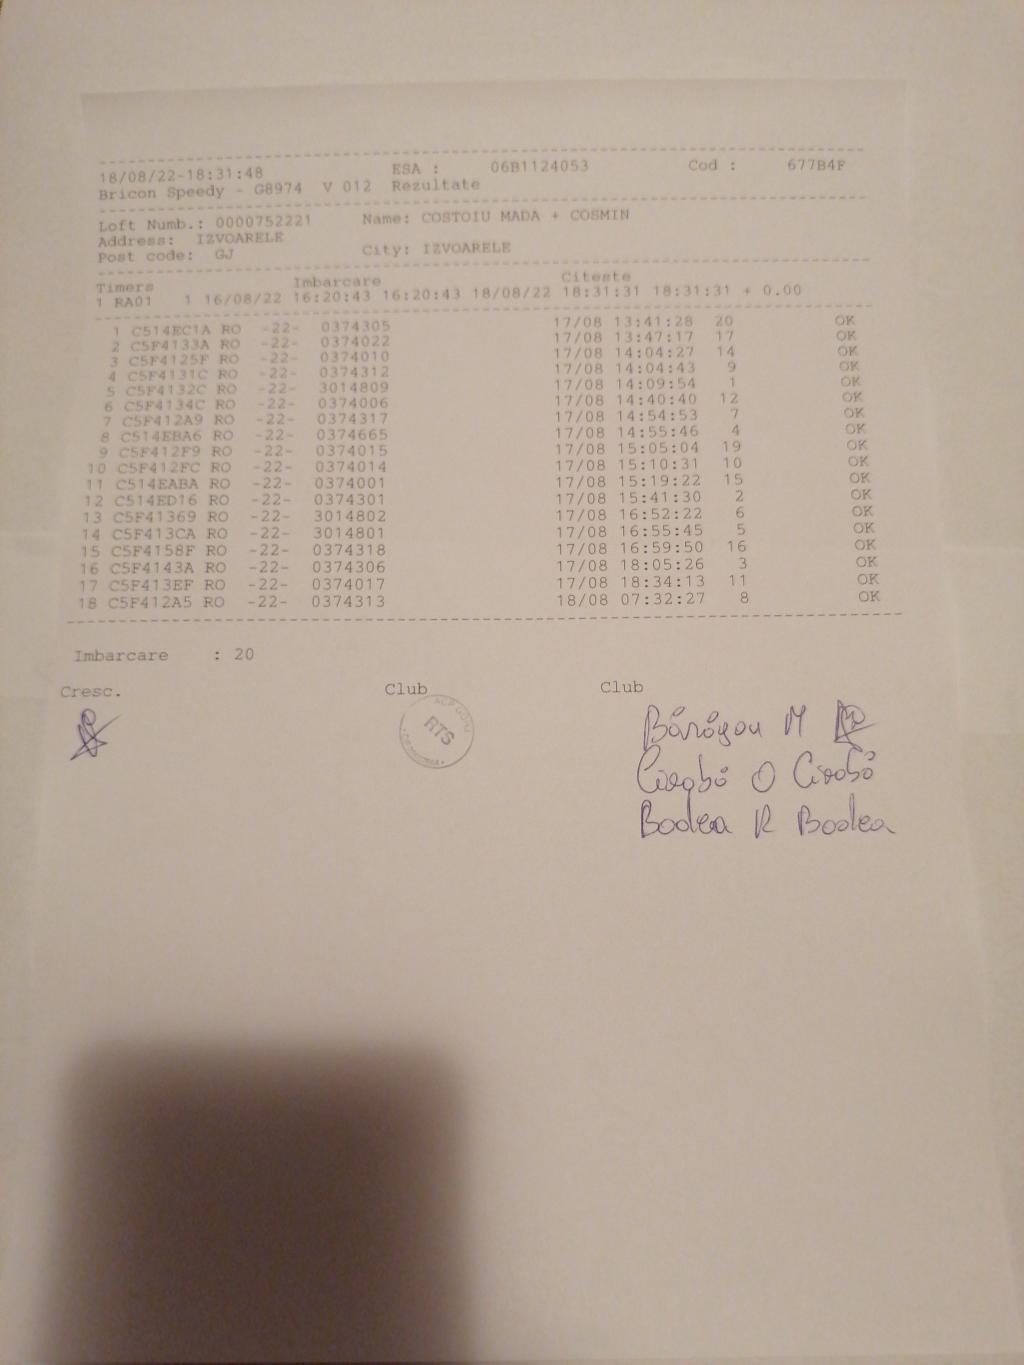 18/08/22-18:31:48 ESA : 06B1124053 Cod : 677B4F
Bricon Speedy - G8974 V 012 Rezultate
Loft Numb.: 0000752221 Name: COSTOIU MADA + COSMIN
Address: IZVOARELE
Post code: GJ City: IZVOARELE
Timers Imbarcare Citeste
1 RA01 1 16/08/22 16:20:43 16:20:43 18/08/22 18:31:31 18:31:31 + 0.00
1 C514EC1A RO -22- 0374305 17/08 13:41:28 20 OK
2 C5F4133A RO -22- 0374022 17/08 13:47:17 17 OK
3 C5F4125F RO -22- 0374010 17/08 14:04:27 14 OK
4 C5F4131C RO -22- 0374312 17/08 14:04:43 9 OK
5 C5F4132C RO -22- 3014809 17/08 14:09:54 1 OK
6 C5F4134C RO -22- 0374006 17/08 14:40:40 12 OK
7 C5F412A9 RO -22- 0374317 17/08 14:54:53 7 OK
8 C514EBA6 RO -22- 0374665 17/08 14:55:46 4 OK
9 C5F412F9 RO -22- 0374015 17/08 15:05:04 19 OK
10 C5F412FC RO -22- 0374014 17/08 15:10:31 10 OK
11 C514EABA RO -22- 0374001 17/08 15:19:22 15 OK
12 C514ED16 RO -22- 0374301 17/08 15:41:30 2 OK
13 C5F41369 RO -22- 3014802 17/08 16:52:22 6 OK
14 C5F413CA RO -22- 3014801 17/08 16:55:45 5 OK
15 C5F4158F RO -22- 0374318 17/08 16:59:50 16 OK
16 C5F4143A RO -22- 0374306 17/08 18:05:26 3 OK
17 C5F413EF RO -22- 0374017 17/08 18:34:13 11 OK
18 C5F412A5 RO -22- 0374313 18/08 07:32:27 8 OK
Imbarcare : 20
Cresc. Club Club
RTS
M
O
Bodea R Bodea